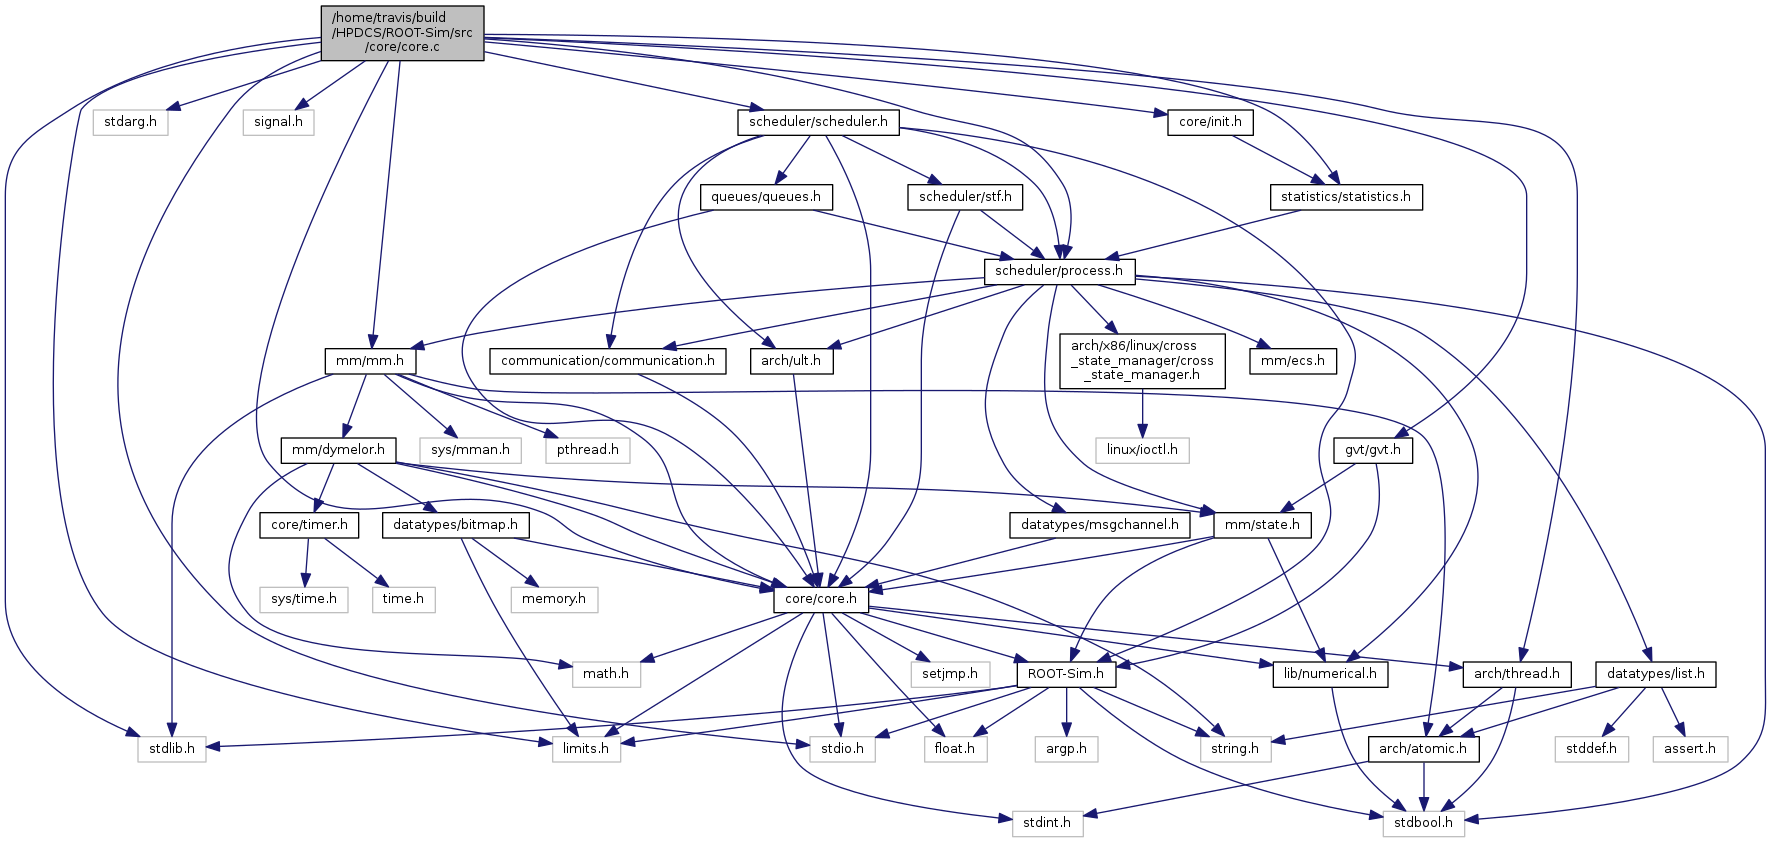 /home/travis/build
/HPDCS/ROOT-Sim/src
/core/core.c
stdarg.h
signal.h
scheduler/scheduler.h
core/init.h
queues/queues.h
scheduler/stf.h
statistics/statistics.h
scheduler/process.h
mm/mm.h
communication/communication.h
arch/ult.h
arch/x86/linux/cross
_state_manager/cross
_state_manager.h
mm/ecs.h
mm/dymelor.h
sys/mman.h
pthread.h
linux/ioctl.h
gvt/gvt.h
core/timer.h
datatypes/bitmap.h
datatypes/msgchannel.h
mm/state.h
sys/time.h
time.h
memory.h
core/core.h
math.h
setjmp.h
ROOT-Sim.h
lib/numerical.h
arch/thread.h
datatypes/list.h
stdlib.h
limits.h
stdio.h
float.h
argp.h
string.h
arch/atomic.h
stddef.h
assert.h
stdint.h
stdbool.h